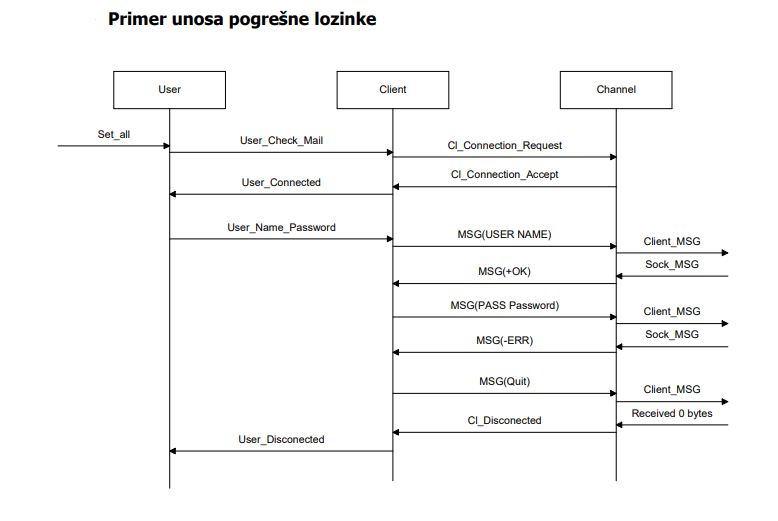 Primer unosa pogrešne lozinke
User
Client
Channel
Set_all
User_Check_Mail
Cl_Connection_Request
Cl_Connection_Accept
User_Connected
User_Name_Password
MSG(USER NAME)
Client_MSG
Sock_MSG
MSG(+OK)
MSG(PASS Password)
Client_MSG
Sock_MSG
MSG(-ERR)
MSG(Quit)
Client_MSG
Received 0 bytes
Cl_Disconected
User_Disconected